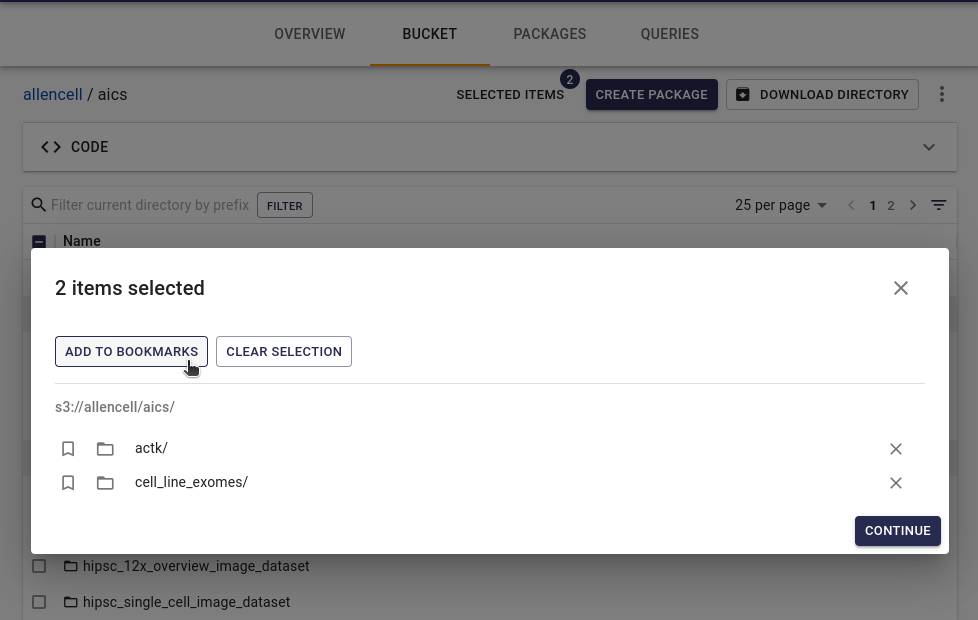 OVERVIEW BUCKET PACKAGES QUERIES
allencell / aics SELECTED ITEMS 2 CREATE PACKAGE DOWNLOAD DIRECTORY
<> CODE
Filter current directory by prefix FILTER 25 per page 1 2
Name
2 items selected
ADD TO BOOKMARKS CLEAR SELECTION
s3://allencell/aics/
actk/
cell_line_exomes/
CONTINUE
hipsc_12x_overview_image_dataset
hipsc_single_cell_image_dataset